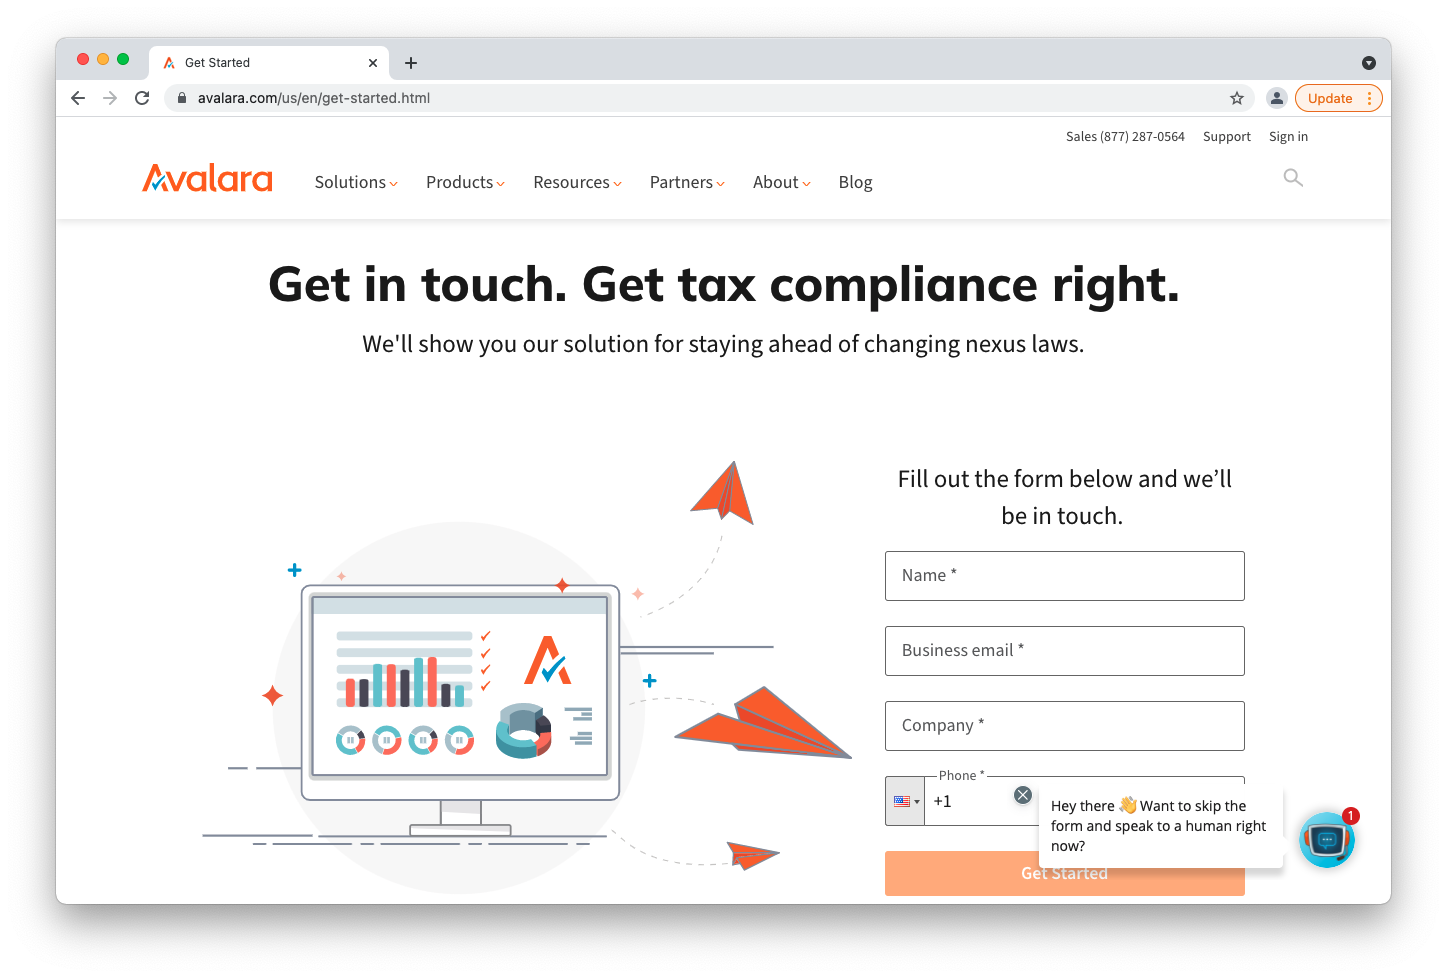 Get Started
avalara.com/us/en/get-started.html
Update
Sales (877) 287-0564 Support Sign in
Avalara
Solutions Products Resources Partners About Blog
Get in touch. Get tax compliance right.
We'll show you our solution for staying ahead of changing nexus laws.
Fill out the form below and we’ll
be in touch.
Name *
Business email *
Company *
Phone *
+1
Hey there 👋 Want to skip the
form and speak to a human right
now?
1
Get Started